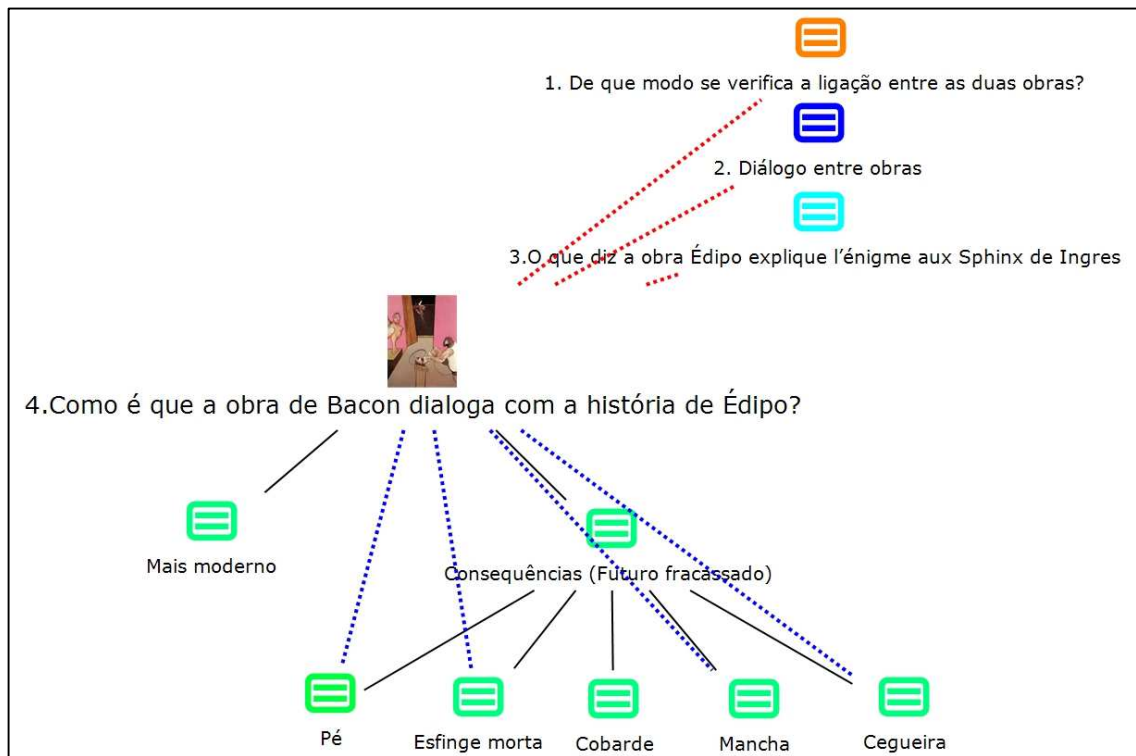 1. De que modo se verifica a ligação entre as duas obras?
2. Diálogo entre obras
3.O que diz a obra Édipo explique l’énigme aux Sphinx de Ingres
4.Como é que a obra de Bacon dialoga com a história de Édipo?
Mais moderno
Consequências (Futuro fracassado)
Pé
Esfinge morta
Cobarde
Mancha
Cegueira